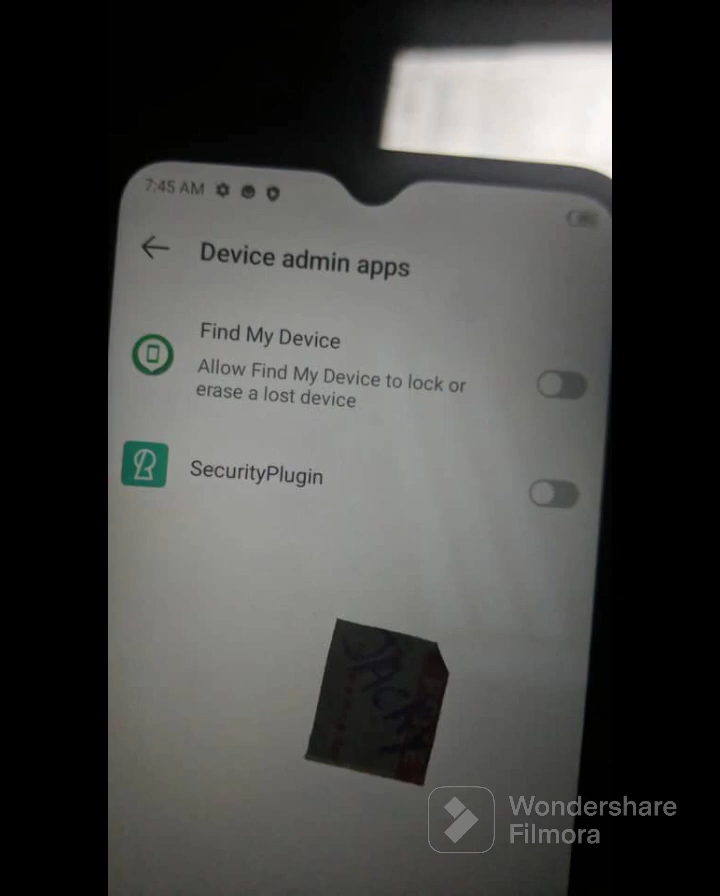 7:45 AM
Device admin apps
Find My Device
Allow Find My Device to lock or
erase a lost device
SecurityPlugin
JACKY
Wondershare
Filmora